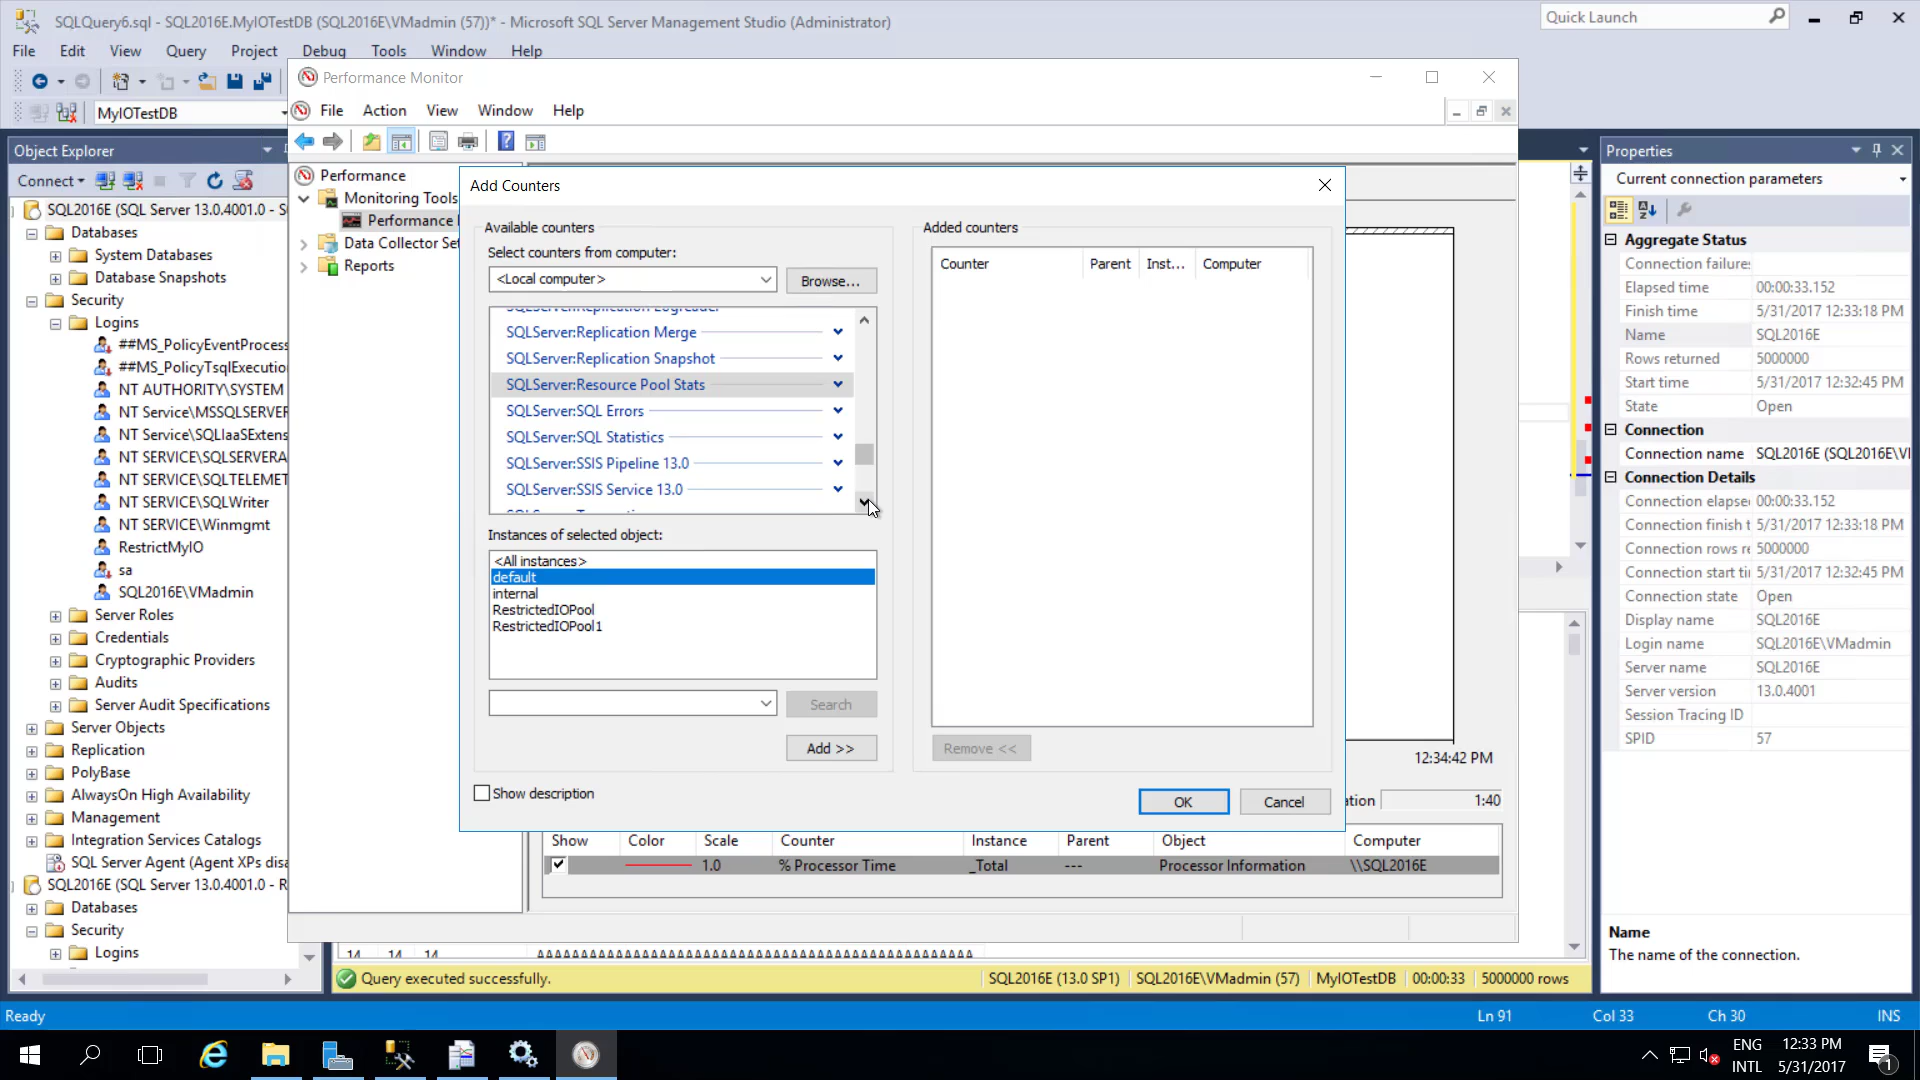 SQLQuery6.sql - SQL2016E.MyIOTestDB (SQL2016E\VMadmin (57))* - Microsoft SQL Server Management Studio (Administrator)
Quick Launch
File Edit View Query Project Debug Tools Window Help
MyIOTestDB
Performance Monitor
File Action View Window Help
Object Explorer
Connect
SQL2016E (SQL Server 13.0.4001.0 - S
Databases
System Databases
Database Snapshots
Security
Logins
##MS_PolicyEventProcess
##MS_PolicyTsqlExecution
NT AUTHORITY\SYSTEM
NT Service\MSSQLSERVER
NT Service\SQLIaaSExtens
NT SERVICE\SQLSERVERA
NT SERVICE\SQLTELEMET
NT SERVICE\SQLWriter
NT SERVICE\Winmgmt
RestrictMyIO
sa
SQL2016E\VMadmin
Server Roles
Credentials
Cryptographic Providers
Audits
Server Audit Specifications
Server Objects
Replication
PolyBase
AlwaysOn High Availability
Management
Integration Services Catalogs
SQL Server Agent (Agent XPs disa
SQL2016E (SQL Server 13.0.4001.0 - R
Databases
Security
Logins
Performance
Monitoring Tools
Performance
Data Collector Set
Reports
Add Counters
Available counters
Select counters from computer:
<Local computer>
Browse...
SQLServer:Replication Merge
SQLServer:Replication Snapshot
SQLServer:Resource Pool Stats
SQLServer:SQL Errors
SQLServer:SQL Statistics
SQLServer:SSIS Pipeline 13.0
SQLServer:SSIS Service 13.0
Instances of selected object:
<All instances>
default
internal
RestrictedIOPool
RestrictedIOPool1
Search
Add >>
Show description
Added counters
Counter Parent Inst... Computer
Remove <<
OK
Cancel
12:34:42 PM
ation 1:40
Show Color Scale Counter Instance Parent Object Computer
1.0 % Processor Time _Total --- Processor Information \\SQL2016E
14 14 14 AAAAAAAAAAAAAAAAAAAAAAAAAAAAAAAAAAAAAAAA
Query executed successfully.
SQL2016E (13.0 SP1) SQL2016E\VMadmin (57) MyIOTestDB 00:00:33 5000000 rows
Properties
Current connection parameters
Aggregate Status
Connection failures
Elapsed time 00:00:33.152
Finish time 5/31/2017 12:33:18 PM
Name SQL2016E
Rows returned 5000000
Start time 5/31/2017 12:32:45 PM
State Open
Connection
Connection name SQL2016E (SQL2016E\VI
Connection Details
Connection elapse 00:00:33.152
Connection finish t 5/31/2017 12:33:18 PM
Connection rows re 5000000
Connection start ti 5/31/2017 12:32:45 PM
Connection state Open
Display name SQL2016E
Login name SQL2016E\VMadmin
Server name SQL2016E
Server version 13.0.4001
Session Tracing ID
SPID 57
Name
The name of the connection.
Ready
Ln 91 Col 33 Ch 30 INS
ENG
INTL
12:33 PM
5/31/2017
1